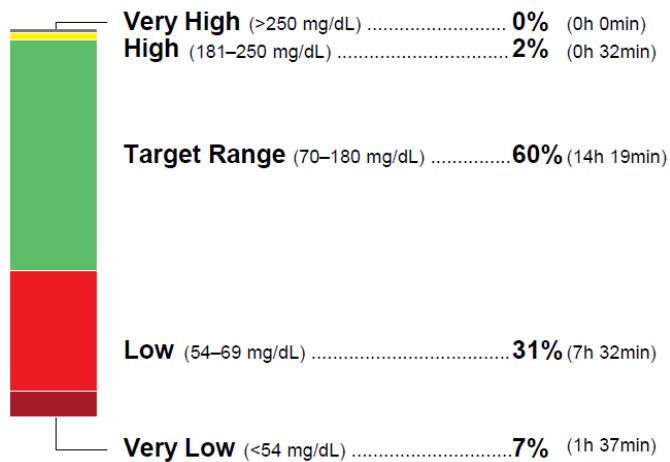 Very High (>250 mg/dL) .......................... 0% (0h 0min)
High (181–250 mg/dL) ................................ 2% (0h 32min)
Target Range (70–180 mg/dL) ............... 60% (14h 19min)
Low (54–69 mg/dL) ..................................... 31% (7h 32min)
Very Low (<54 mg/dL) .............................. 7% (1h 37min)